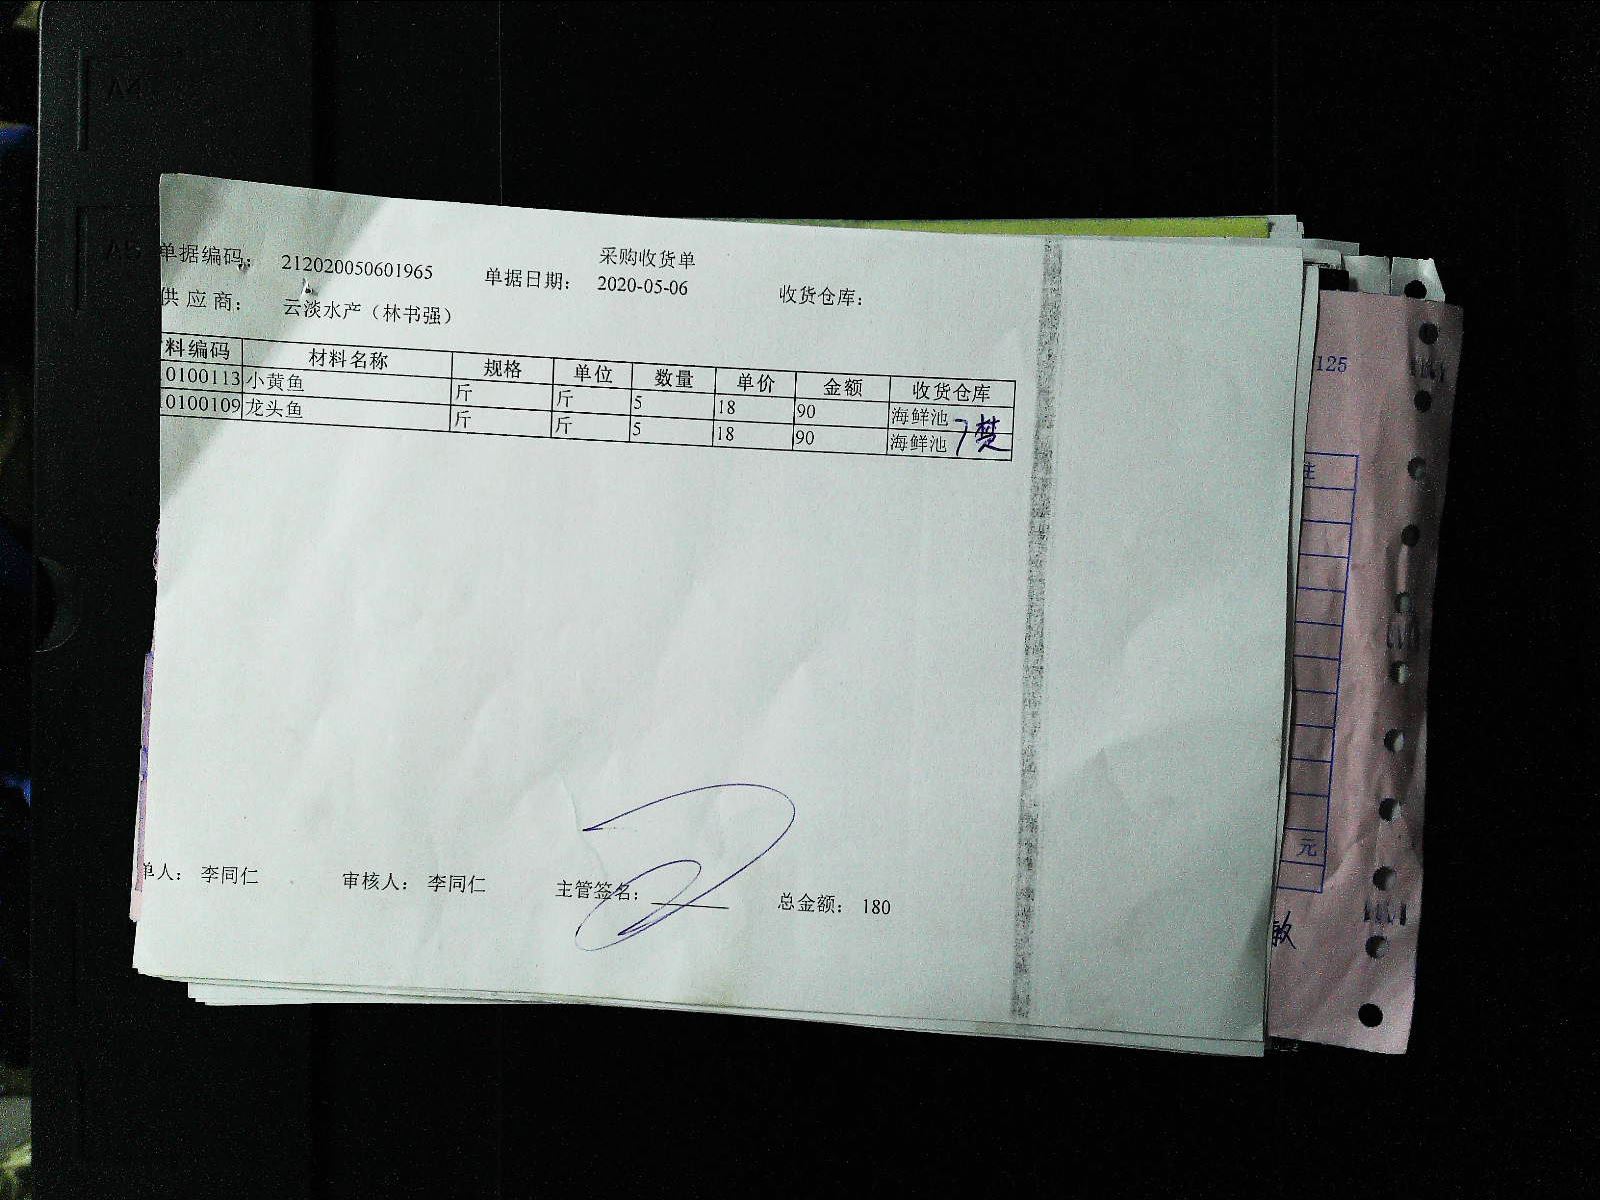 采购收货单
单据编码： 212020050601965 单据日期： 2020-05-06 收货仓库：
供应商： 云淡水产（林书强）
料编码 材料名称 规格 单位 数量 单价 金额 收货仓库
0100113 小黄鱼 斤 斤 5 18 90 海鲜池
0100109 龙头鱼 斤 斤 5 18 90 海鲜池
单人： 李同仁 审核人： 李同仁 主管签名： 总金额： 180
125
注
元
款